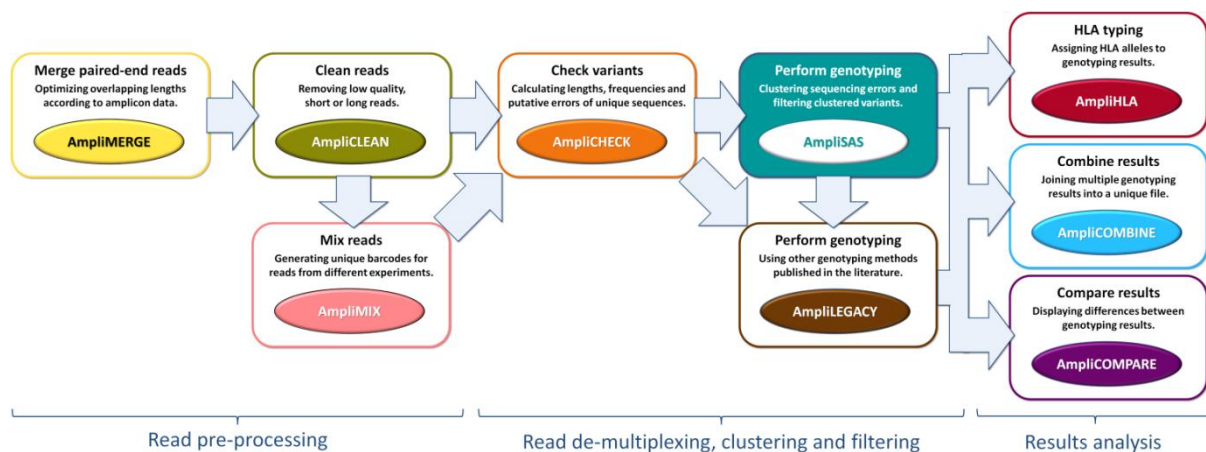 Merge paired-end reads
Optimizing overlapping lengths
according to amplicon data.
AmpliMERGE
Clean reads
Removing low quality,
short or long reads.
AmpliCLEAN
Mix reads
Generating unique barcodes for
reads from different experiments.
AmpliMIX
Check variants
Calculating lengths, frequencies and
putative errors of unique sequences.
AmpliCHECK
Perform genotyping
Clustering sequencing errors and
filtering clustered variants.
AmpliSAS
Perform genotyping
Using other genotyping methods
published in the literature.
AmpliLEGACY
HLA typing
Assigning HLA alleles to
genotyping results.
AmpliHLA
Combine results
Joining multiple genotyping
results into a unique file.
AmpliCOMBINE
Compare results
Displaying differences between
genotyping results.
AmpliCOMPARE
Read pre-processing
Read de-multiplexing, clustering and filtering
Results analysis